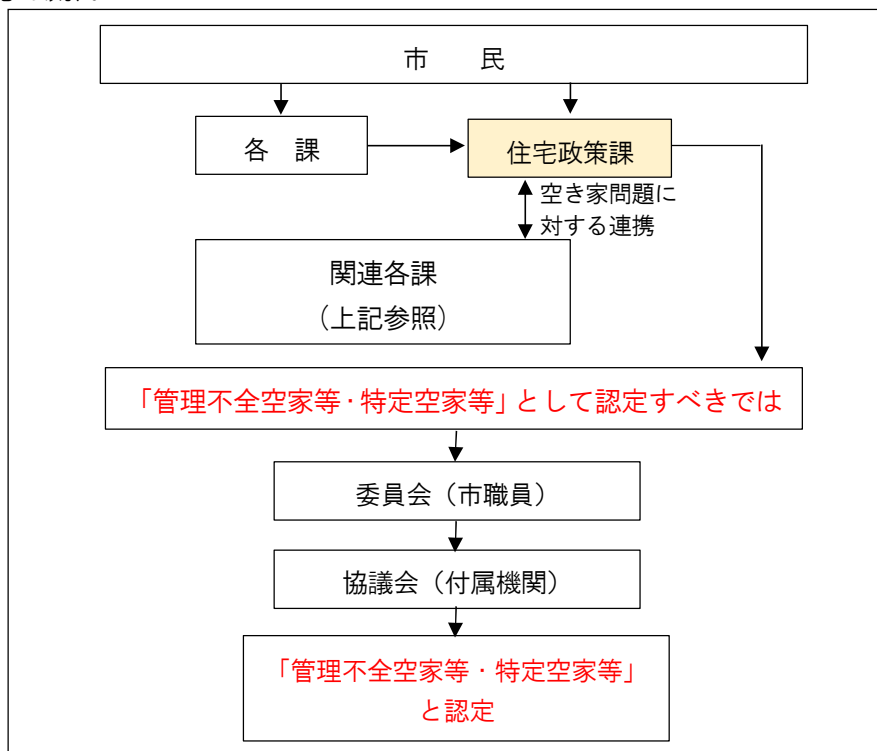 市　　民
各　課
住宅政策課
空き家問題に
対する連携
関連各課
（上記参照）
「管理不全空家等・特定空家等」として認定すべきでは
委員会（市職員）
協議会（付属機関）
「管理不全空家等・特定空家等」
と認定